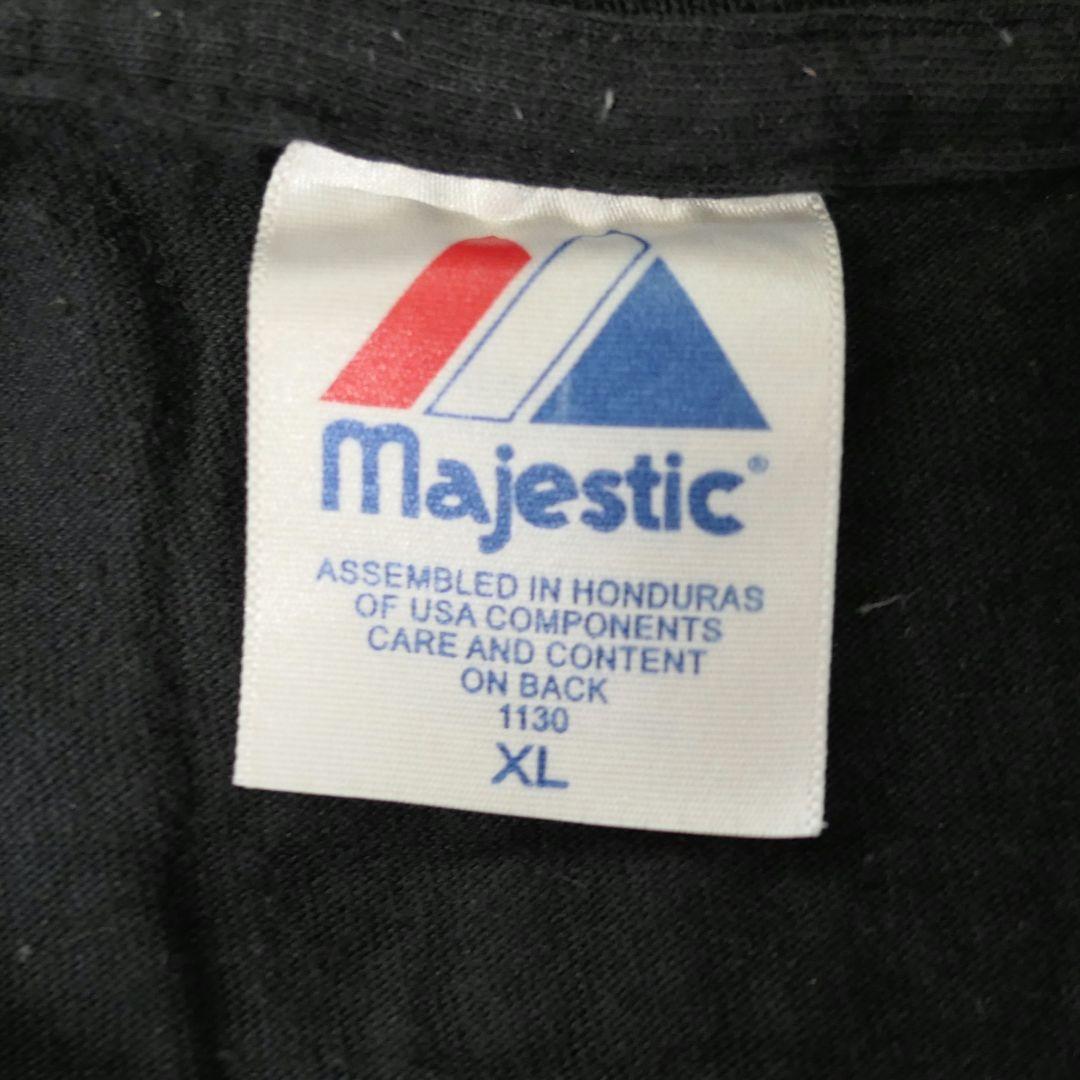 Majestic®
ASSEMBLED IN HONDURAS
OF USA COMPONENTS
CARE AND CONTENT
ON BACK
1130
XL